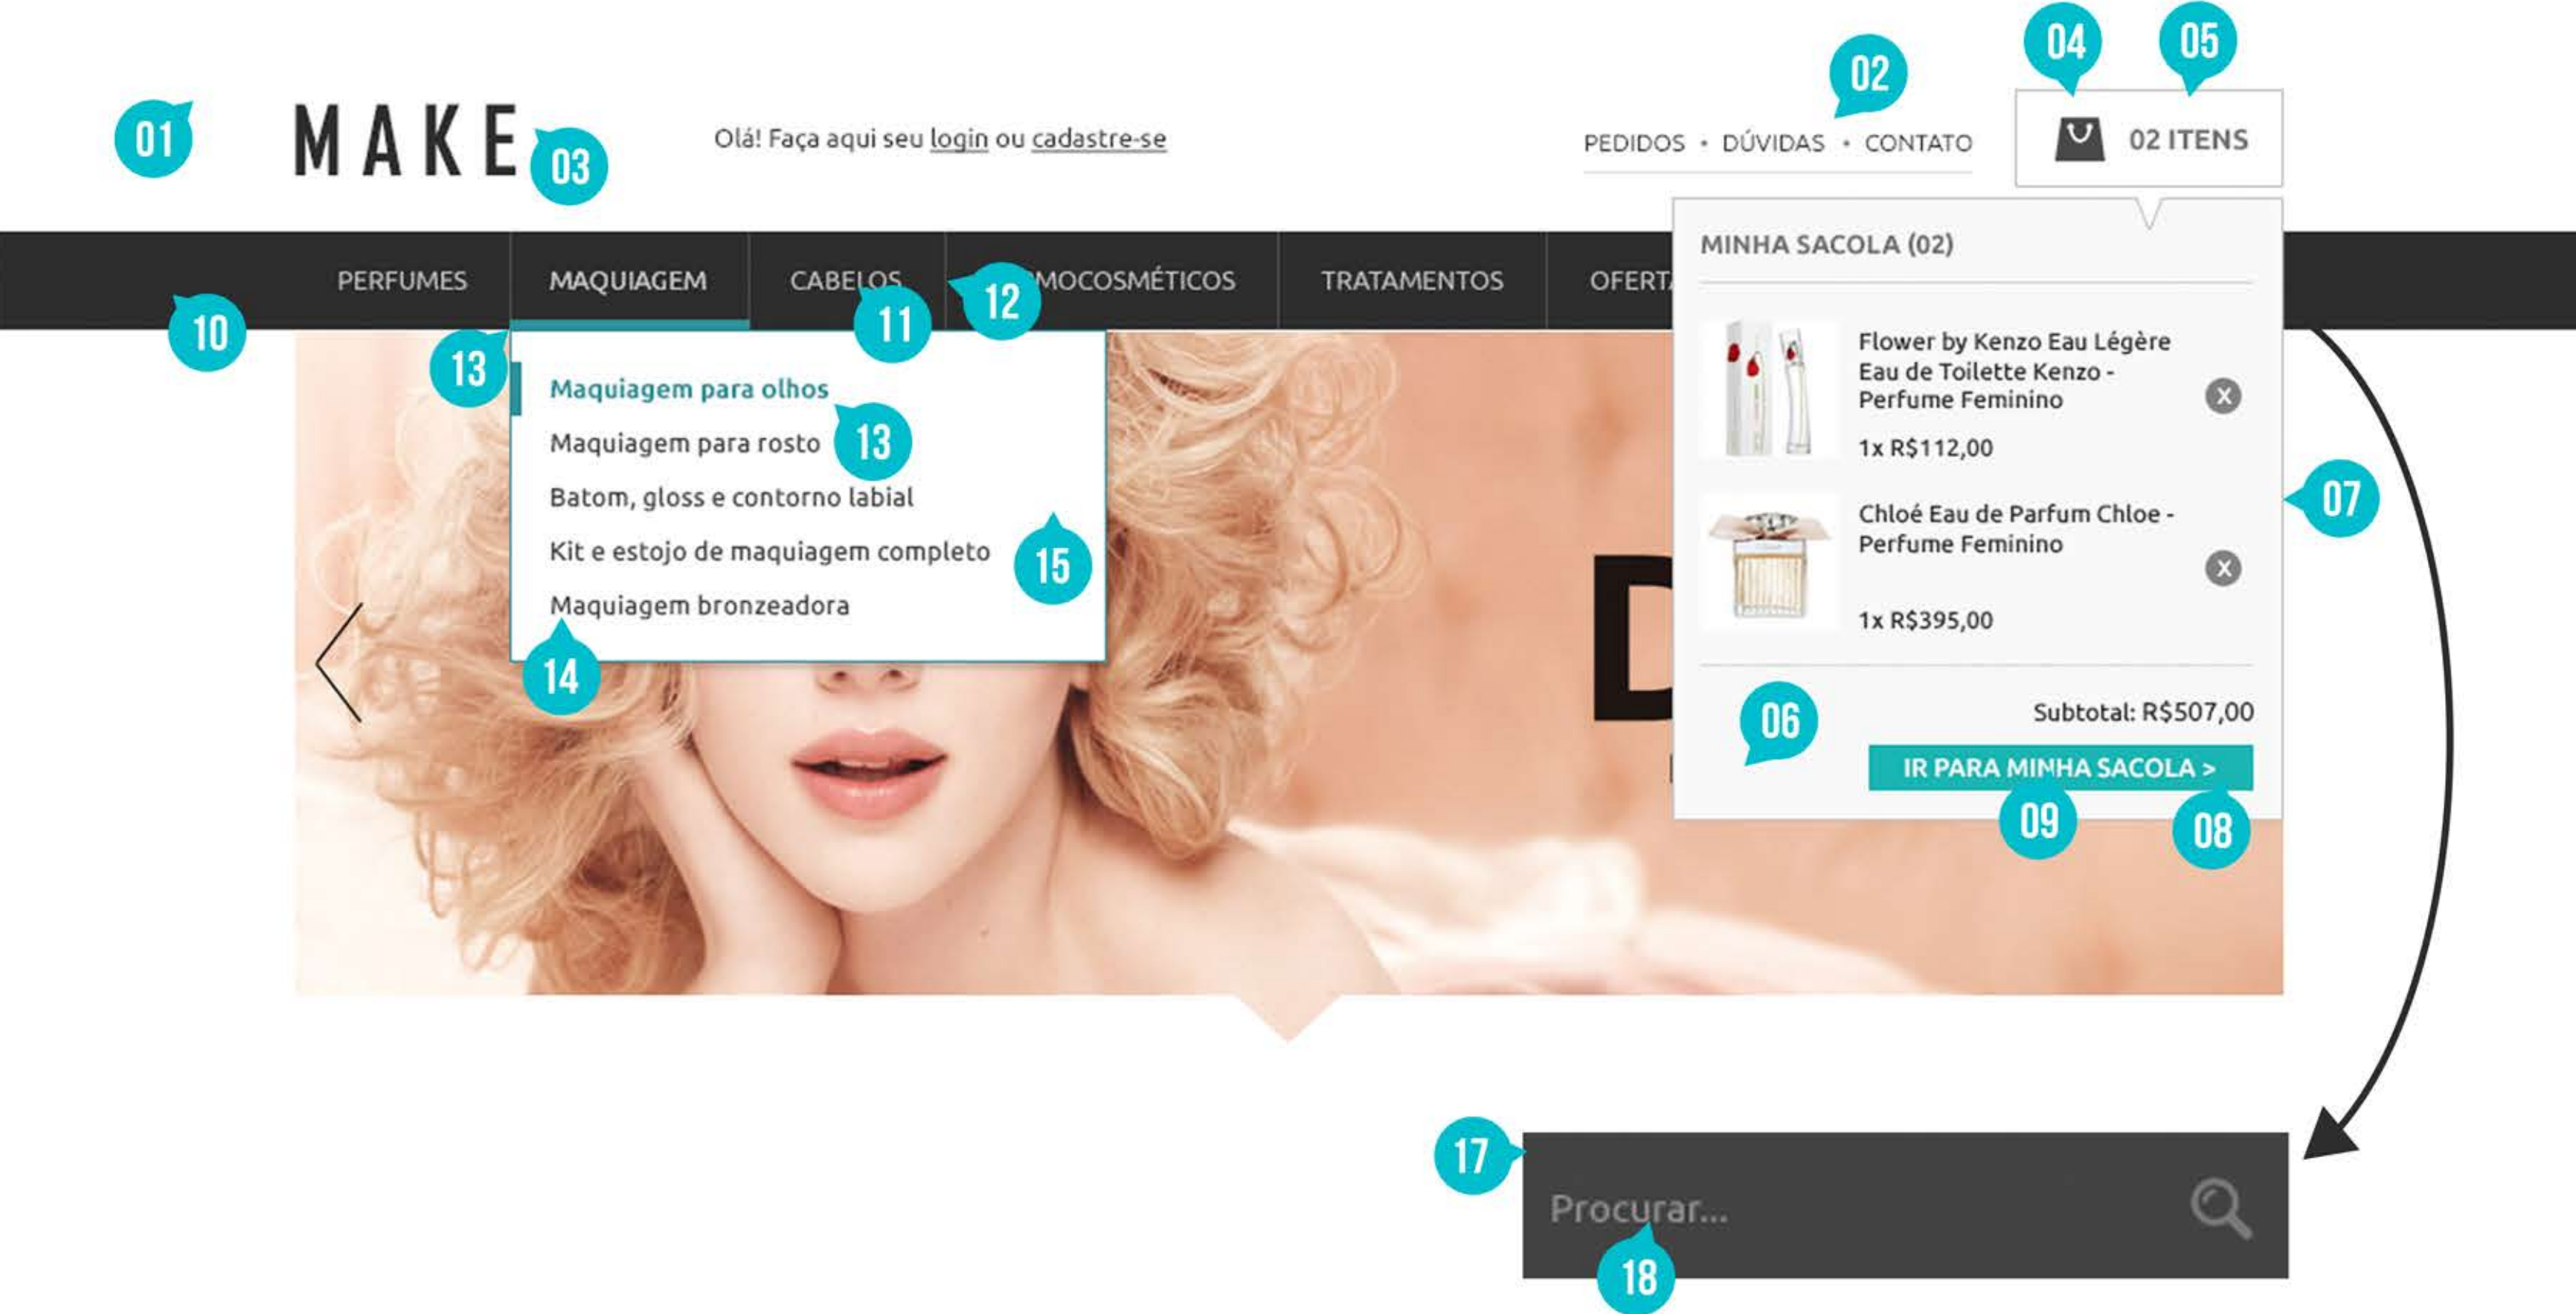 04
05
02
01
MAKE
03
Olá! Faça aqui seu login ou cadastre-se
PEDIDOS • DÚVIDAS • CONTATO
02 ITENS
PERFUMES
MAQUIAGEM
CABELOS
11
12
MOCOSMÉTICOS
TRATAMENTOS
OFERT
10
13
Maquiagem para olhos
Maquiagem para rosto
13
Batom, gloss e contorno labial
Kit e estojo de maquiagem completo
15
Maquiagem bronzeadora
14
D
MINHA SACOLA (02)
Flower by Kenzo Eau Légère
Eau de Toilette Kenzo -
Perfume Feminino
X
1x R$112,00
07
Chloé Eau de Parfum Chloe -
Perfume Feminino
X
1x R$395,00
06
Subtotal: R$507,00
IR PARA MINHA SACOLA >
09
08
17
Procurar...
18